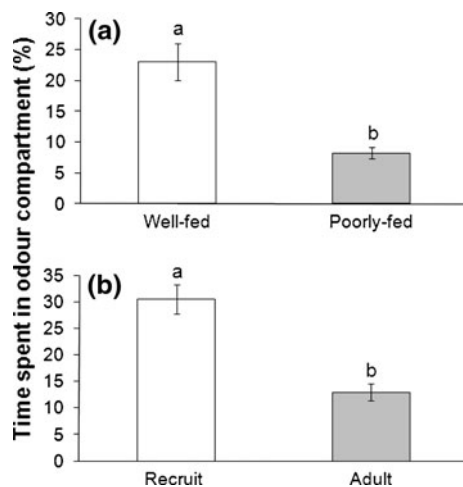 Time spent in odour compartment (%)
(a)
30
25
20
15
10
5
0
a
b
Well-fed Poorly-fed
(b)
35
30
25
20
15
10
5
0
a
b
Recruit Adult